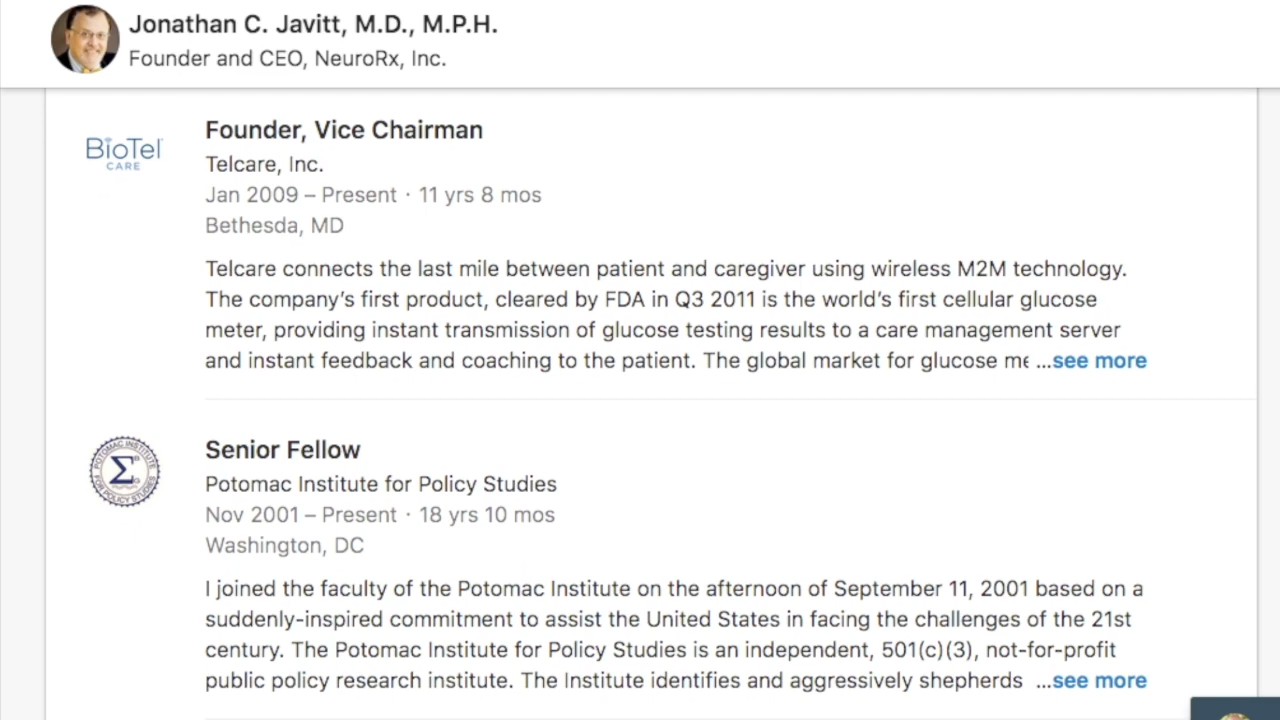 Jonathan C. Javitt, M.D., M.P.H.
Founder and CEO, NeuroRx, Inc.
BioTel
CARE
Founder, Vice Chairman
Telcare, Inc.
Jan 2009 – Present · 11 yrs 8 mos
Bethesda, MD
Telcare connects the last mile between patient and caregiver using wireless M2M technology.
The company's first product, cleared by FDA in Q3 2011 is the world's first cellular glucose
meter, providing instant transmission of glucose testing results to a care management server
and instant feedback and coaching to the patient. The global market for glucose me ...see more
POTOMAC INSTITUTE
FOR POLICY STUDIES
Σ
Senior Fellow
Potomac Institute for Policy Studies
Nov 2001 – Present · 18 yrs 10 mos
Washington, DC
I joined the faculty of the Potomac Institute on the afternoon of September 11, 2001 based on a
suddenly-inspired commitment to assist the United States in facing the challenges of the 21st
century. The Potomac Institute for Policy Studies is an independent, 501(c)(3), not-for-profit
public policy research institute. The Institute identifies and aggressively shepherds ...see more